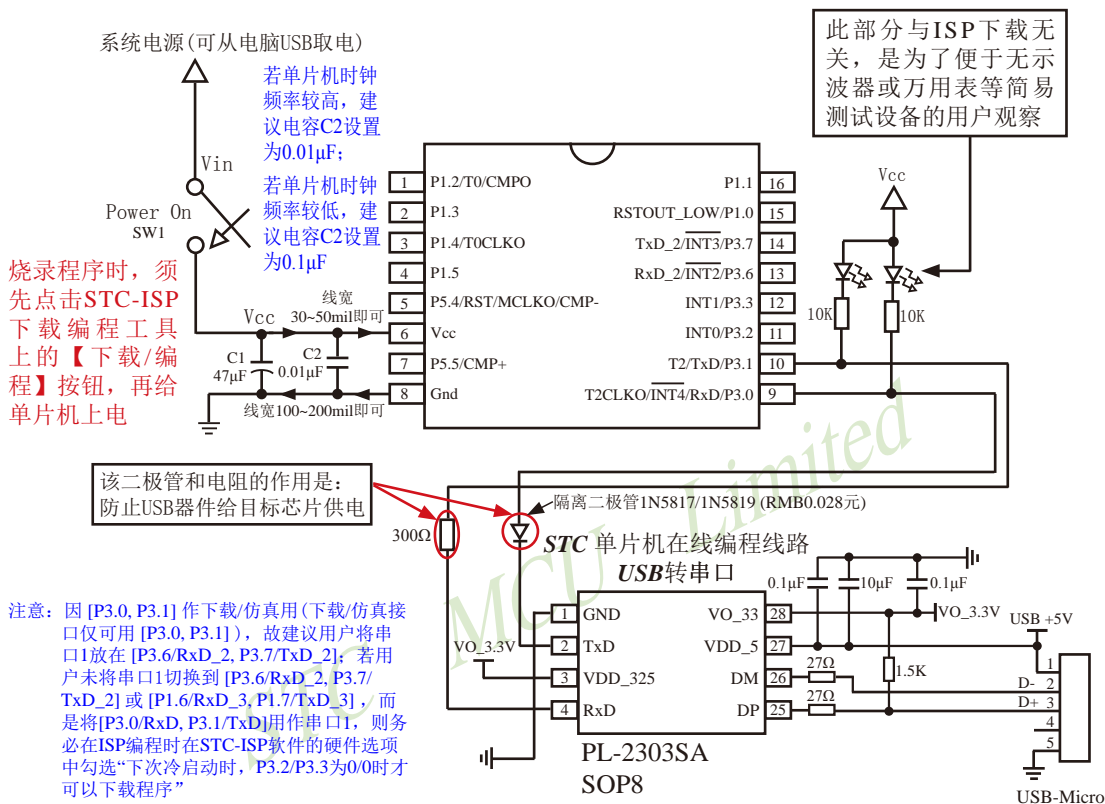 系统电源(可从电脑USB取电)
若单片机时钟
频率较高，建
议电容C2设置
为0.01μF；
若单片机时钟
频率较低，建
议电容C2设置
为0.1μF
此部分与ISP下载无
关，是为了便于无示
波器或万用表等简易
测试设备的用户观察
Vin
Power On
SW1
烧录程序时，须
先点击STC-ISP
下载编程工具
上的【下载/编
程】按钮，再给
单片机上电
Vcc
线宽
30~50mil即可
C1
47μF
C2
0.01μF
线宽100~200mil即可
1 P1.2/T0/CMPO
2 P1.3
3 P1.4/T0CLKO
4 P1.5
5 P5.4/RST/MCLKO/CMP-
6 Vcc
7 P5.5/CMP+
8 Gnd
P1.1 16
RSTOUT_LOW/P1.0 15
TxD_2/INT3/P3.7 14
RxD_2/INT2/P3.6 13
INT1/P3.3 12
INT0/P3.2 11
T2/TxD/P3.1 10
T2CLKO/INT4/RxD/P3.0 9
Vcc
10K
10K
该二极管和电阻的作用是：
防止USB器件给目标芯片供电
300Ω
隔离二极管1N5817/1N5819 (RMB0.028元)
STC 单片机在线编程线路
USB转串口
0.1μF
10μF
0.1μF
VO_3.3V
USB +5V
VO_3.3V
1 GND
2 TxD
3 VDD_325
4 RxD
VO_33 28
VDD_5 27
DM 26
DP 25
27Ω
27Ω
1.5K
1
D- 2
D+ 3
4
5
PL-2303SA
SOP8
USB-Micro
注意：因 [P3.0, P3.1] 作下载/仿真用(下载/仿真接
口仅可用 [P3.0, P3.1] )，故建议用户将串
口1放在 [P3.6/RxD_2, P3.7/TxD_2]；若用
户未将串口1切换到 [P3.6/RxD_2, P3.7/
TxD_2] 或 [P1.6/RxD_3, P1.7/TxD_3]，而
是将[P3.0/RxD, P3.1/TxD]用作串口1，则务
必在ISP编程时在STC-ISP软件的硬件选项
中勾选“下次冷启动时，P3.2/P3.3为0/0时才
可以下载程序”
STC MCU Limited